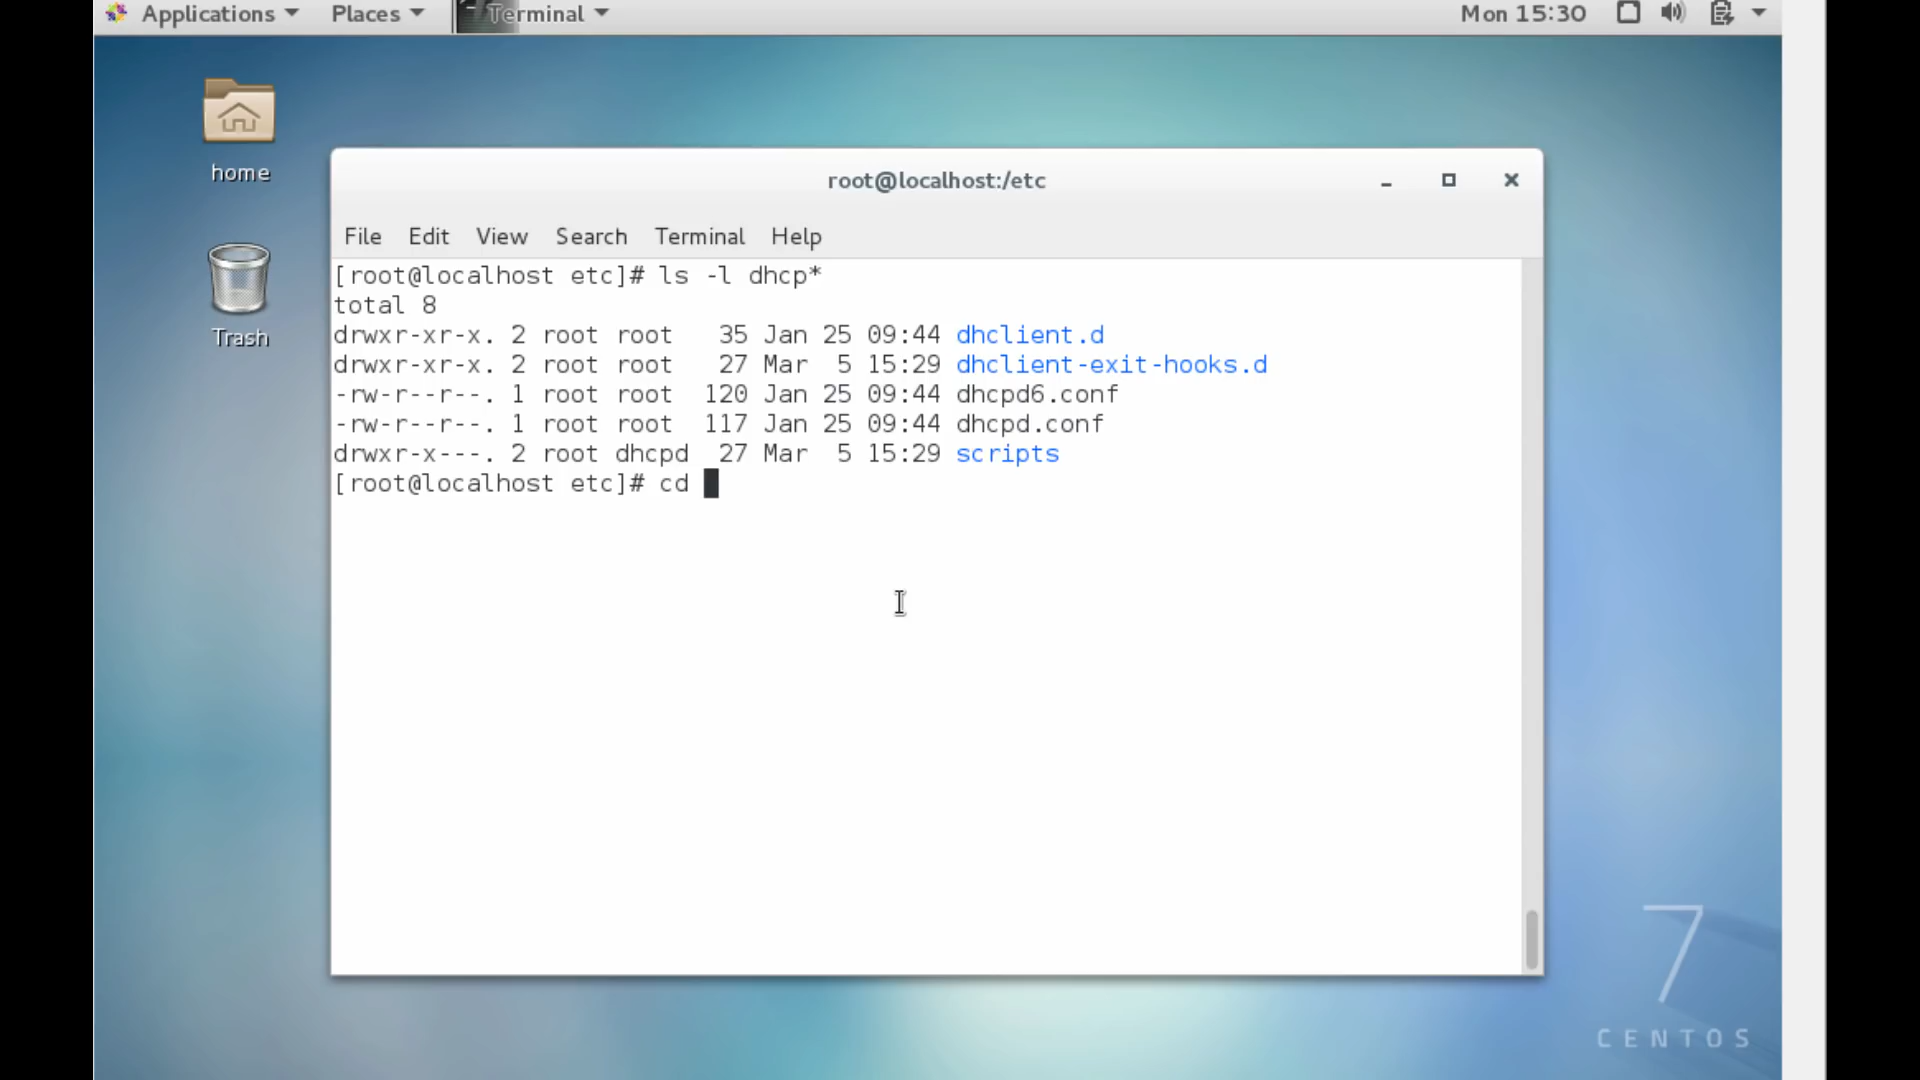 Applications Places Terminal Mon 15:30
home
Trash
root@localhost:/etc
File Edit View Search Terminal Help
[root@localhost etc]# ls -l dhcp*
total 8
drwxr-xr-x. 2 root root   35 Jan 25 09:44 dhclient.d
drwxr-xr-x. 2 root root   27 Mar  5 15:29 dhclient-exit-hooks.d
-rw-r--r--. 1 root root  120 Jan 25 09:44 dhcpd6.conf
-rw-r--r--. 1 root root  117 Jan 25 09:44 dhcpd.conf
drwxr-x---. 2 root dhcpd  27 Mar  5 15:29 scripts
[root@localhost etc]# cd
7
CENTOS